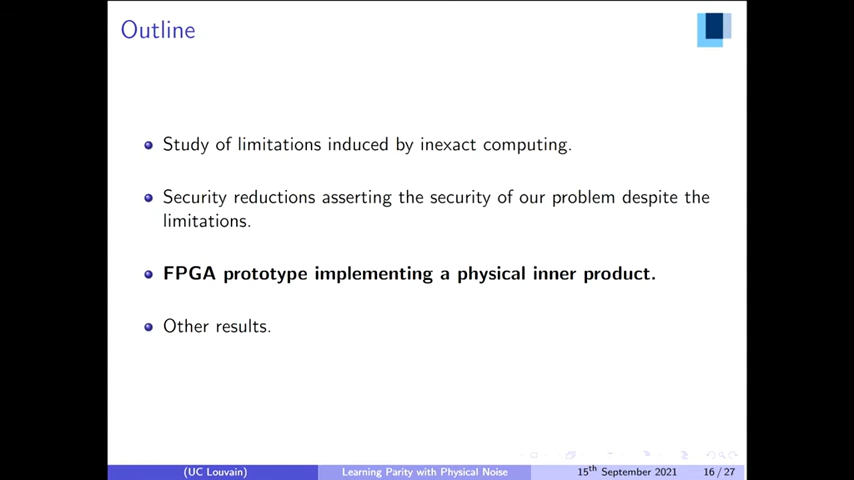 Outline
Study of limitations induced by inexact computing.
Security reductions asserting the security of our problem despite the
limitations.
FPGA prototype implementing a physical inner product.
Other results.
(UC Louvain) Learning Parity with Physical Noise 15th September 2021 16 / 27